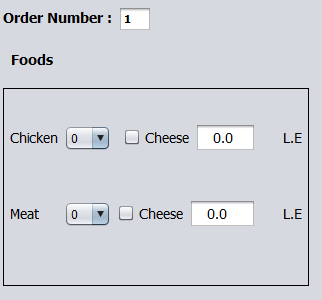 Order Number : 1
Foods
Chicken 0 Cheese 0.0 L.E
Meat 0 Cheese 0.0 L.E